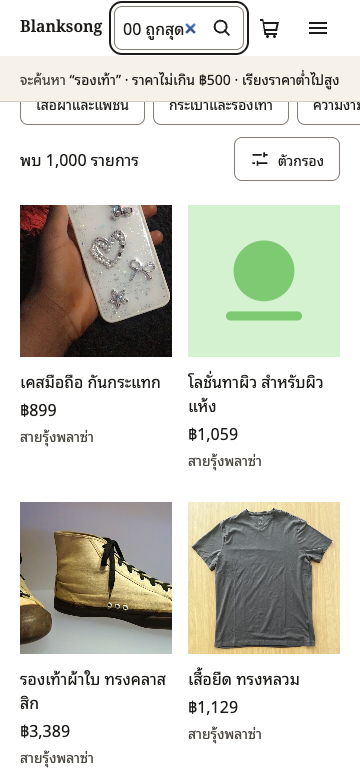 Blanksong
00 ถูกสุด
จะค้นหา “รองเท้า” · ราคาไม่เกิน ฿500 · เรียงราคาต่ำไปสูง
เสื้อผ้าและแฟชั่น
กระเป๋าและรองเท้า
พบ 1,000 รายการ
ตัวกรอง
เคสมือถือ กันกระแทก
฿899
สายรุ้งพลาซ่า
โลชั่นทาผิว สำหรับผิว
แห้ง
฿1,059
สายรุ้งพลาซ่า
รองเท้าผ้าใบ ทรงคลาส
สิก
฿3,389
สายรุ้งพลาซ่า
เสื้อยืด ทรงหลวม
฿1,129
สายรุ้งพลาซ่า